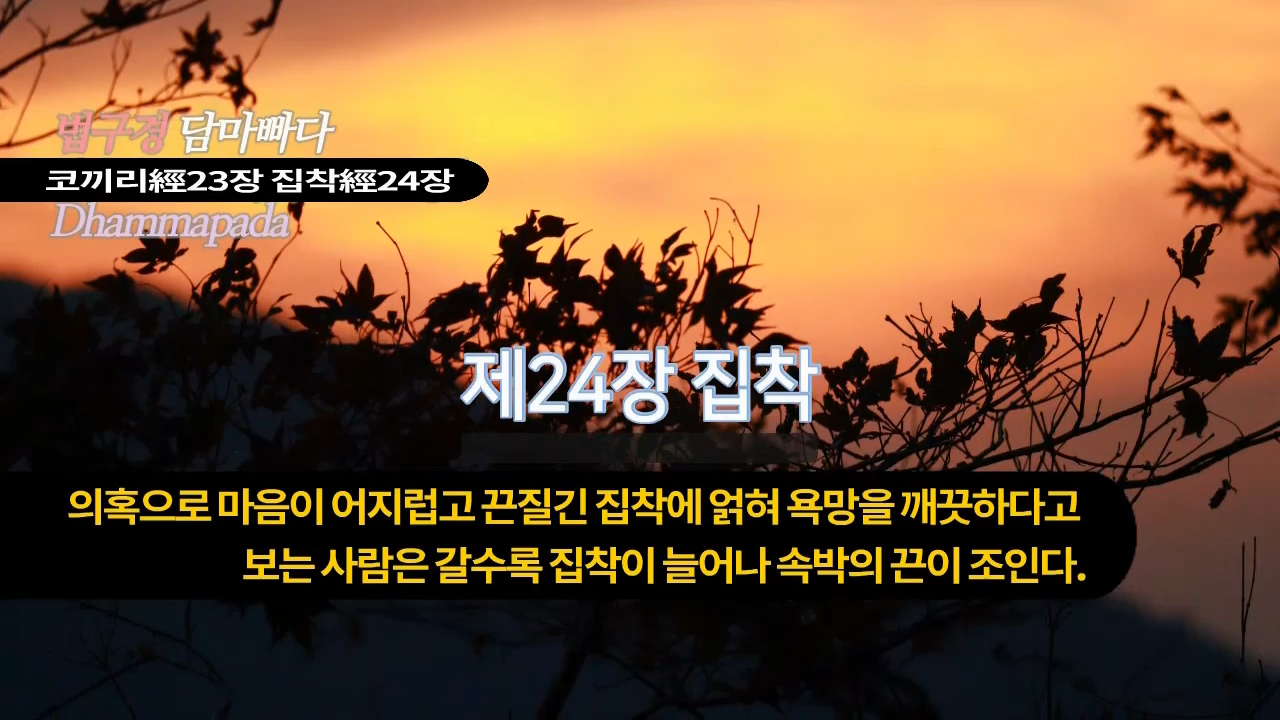 법구경 담마빠다
코끼리經23장 집착經24장
Dhammapada
제24장 집착
의혹으로 마음이 어지럽고 끈질긴 집착에 얽혀 욕망을 깨끗하다고
보는 사람은 갈수록 집착이 늘어나 속박의 끈이 조인다.